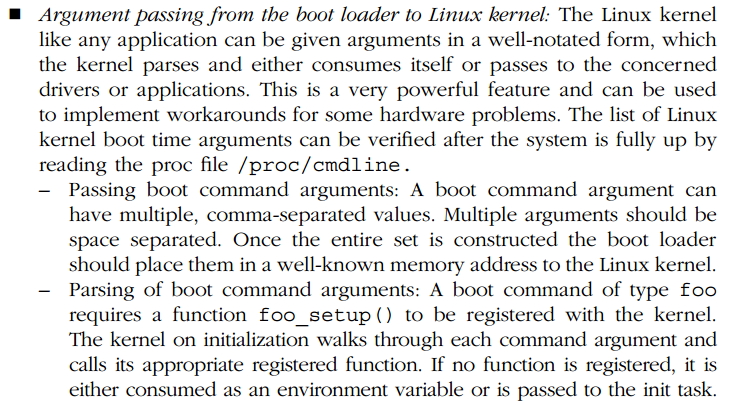 ■ Argument passing from the boot loader to Linux kernel: The Linux kernel
like any application can be given arguments in a well-notated form, which
the kernel parses and either consumes itself or passes to the concerned
drivers or applications. This is a very powerful feature and can be used
to implement workarounds for some hardware problems. The list of Linux
kernel boot time arguments can be verified after the system is fully up by
reading the proc file /proc/cmdline.
– Passing boot command arguments: A boot command argument can
have multiple, comma-separated values. Multiple arguments should be
space separated. Once the entire set is constructed the boot loader
should place them in a well-known memory address to the Linux kernel.
– Parsing of boot command arguments: A boot command of type foo
requires a function foo_setup() to be registered with the kernel.
The kernel on initialization walks through each command argument and
calls its appropriate registered function. If no function is registered, it is
either consumed as an environment variable or is passed to the init task.